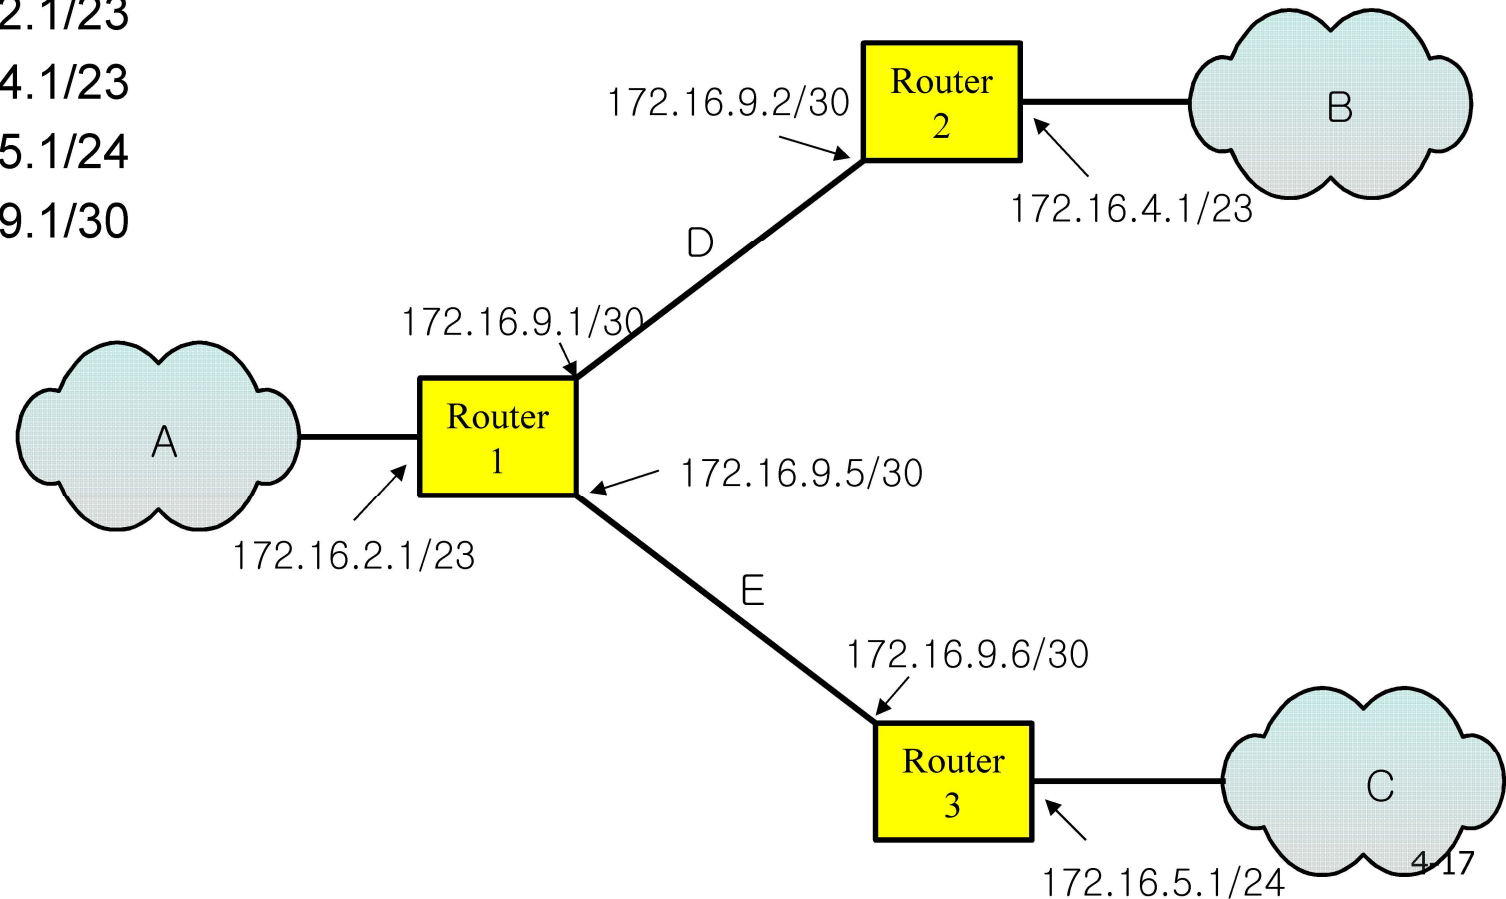 2.1/23
4.1/23
5.1/24
9.1/30
Router
2
B
172.16.9.2/30
172.16.4.1/23
D
172.16.9.1/30
A
Router
1
172.16.9.5/30
172.16.2.1/23
E
172.16.9.6/30
Router
3
C
172.16.5.1/24
4-17